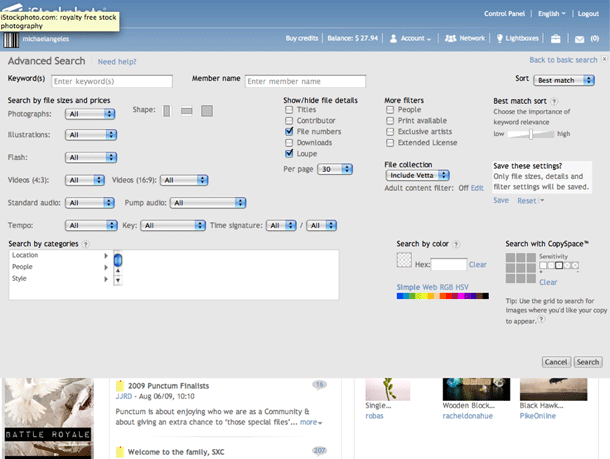 iStockphoto
iStockphoto.com: royalty free stock
photography
Control Panel English Logout
michaelangeles
Buy credits Balance: $ 27.94 Account Network Lightboxes (0)
Advanced Search Need help? Back to basic search
Keyword(s) Enter keyword(s) Member name Enter member name Sort Best match
Search by file sizes and prices
Photographs: All Shape:
Illustrations: All
Flash: All
Videos (4:3): All Videos (16:9): All
Standard audio: All Pump audio: All
Tempo: All Key: All Time signature: All / All
Show/hide file details
Titles
Contributor
File numbers
Downloads
Loupe
Per page 30
More filters
People
Print available
Exclusive artists
Extended License
File collection
Include Vetta
Adult content filter: Off Edit
Best match sort ?
Choose the importance of
keyword relevance
low high
Save these settings?
Only file sizes, details and
filter settings will be saved.
Save Reset
Search by categories ?
Location
People
Style
Search by color ?
Hex: Clear
Simple Web RGB HSV
Search with CopySpace™
Sensitivity
- +
Clear
Tip: Use the grid to search for
images where you'd like your copy
to appear. ?
Cancel Search
BATTLE ROYALE
2009 Punctum Finalists 16
JJRD - Aug 06/09, 10:10
Punctum is about enjoying who we are as a Community &
about giving an extra chance to 'those special files'... more
Welcome to the family, SXC 207
Single... Wooden Block... Black Hawk...
robas racheldonahue PikeOnline